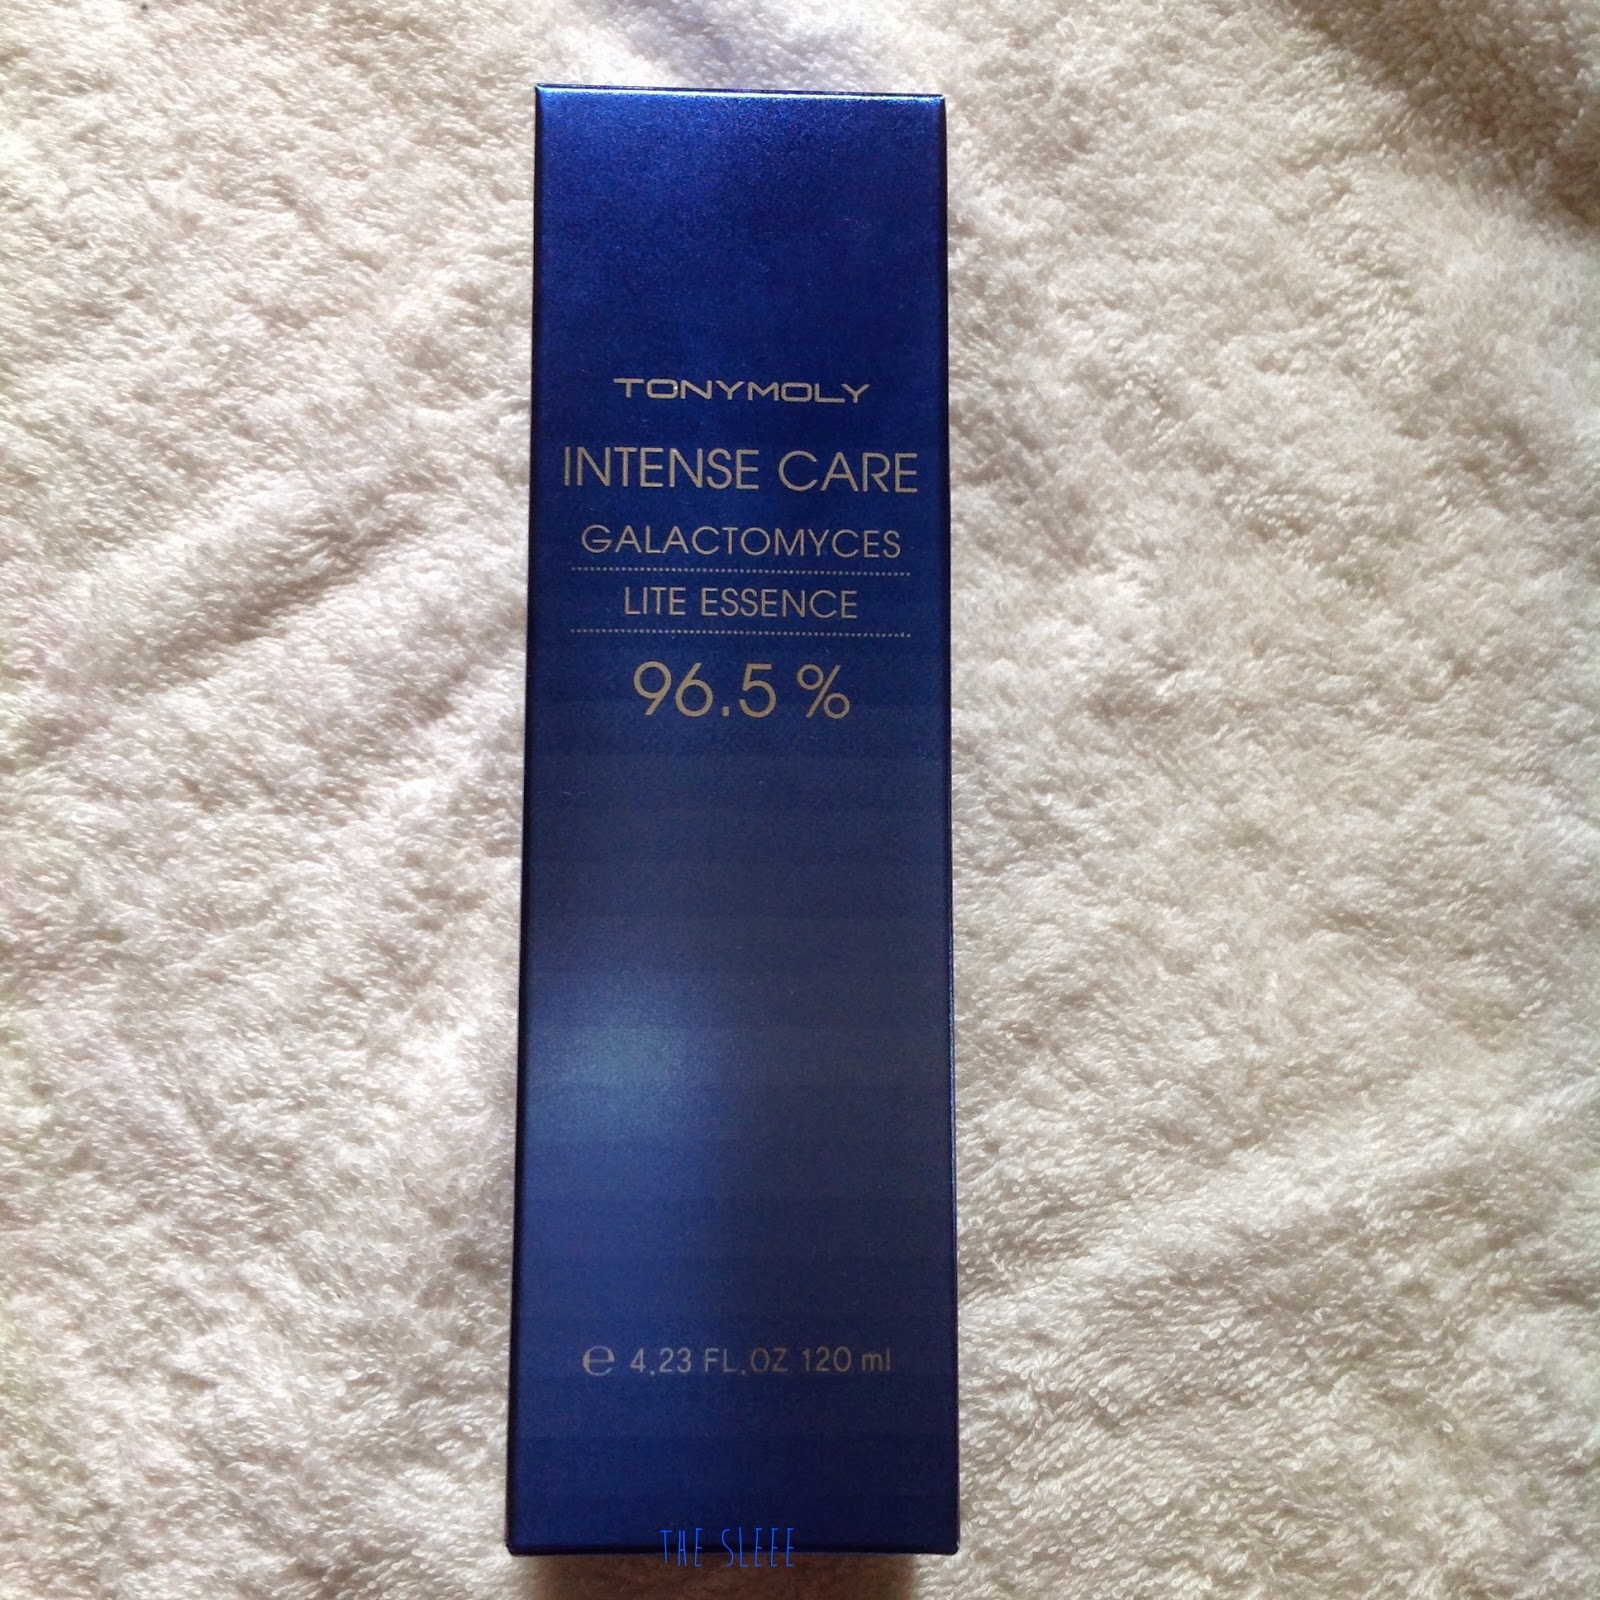 TONYMOLY
INTENSE CARE
GALACTOMYCES
LITE ESSENCE
96.5 %
℮ 4.23 FL.OZ 120 ml
THE SLEEE